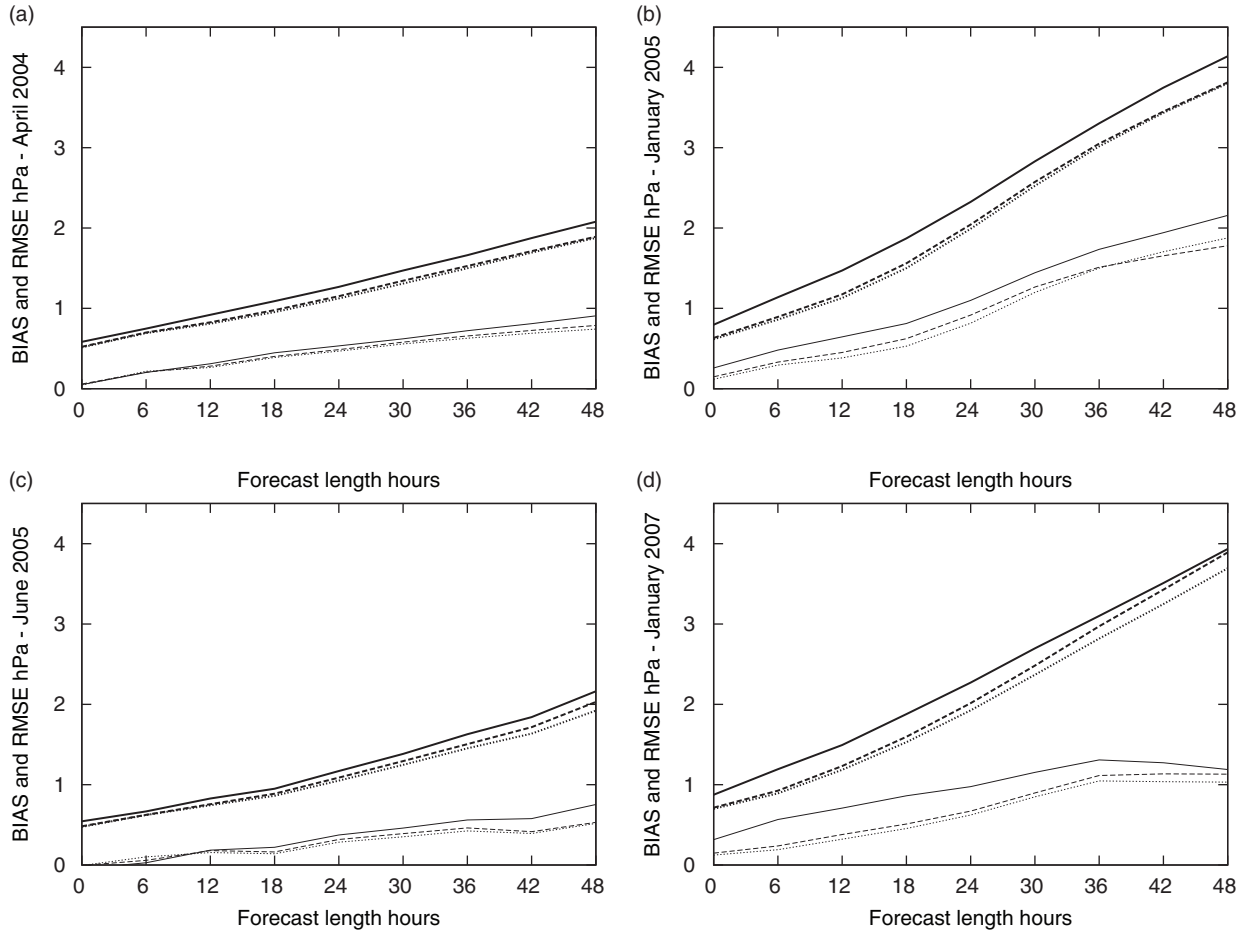 (a)
BIAS and RMSE hPa - April 2004
4
3
2
1
0
0 6 12 18 24 30 36 42 48
Forecast length hours
(b)
BIAS and RMSE hPa - January 2005
4
3
2
1
0
0 6 12 18 24 30 36 42 48
Forecast length hours
(c)
BIAS and RMSE hPa - June 2005
4
3
2
1
0
0 6 12 18 24 30 36 42 48
Forecast length hours
(d)
BIAS and RMSE hPa - January 2007
4
3
2
1
0
0 6 12 18 24 30 36 42 48
Forecast length hours